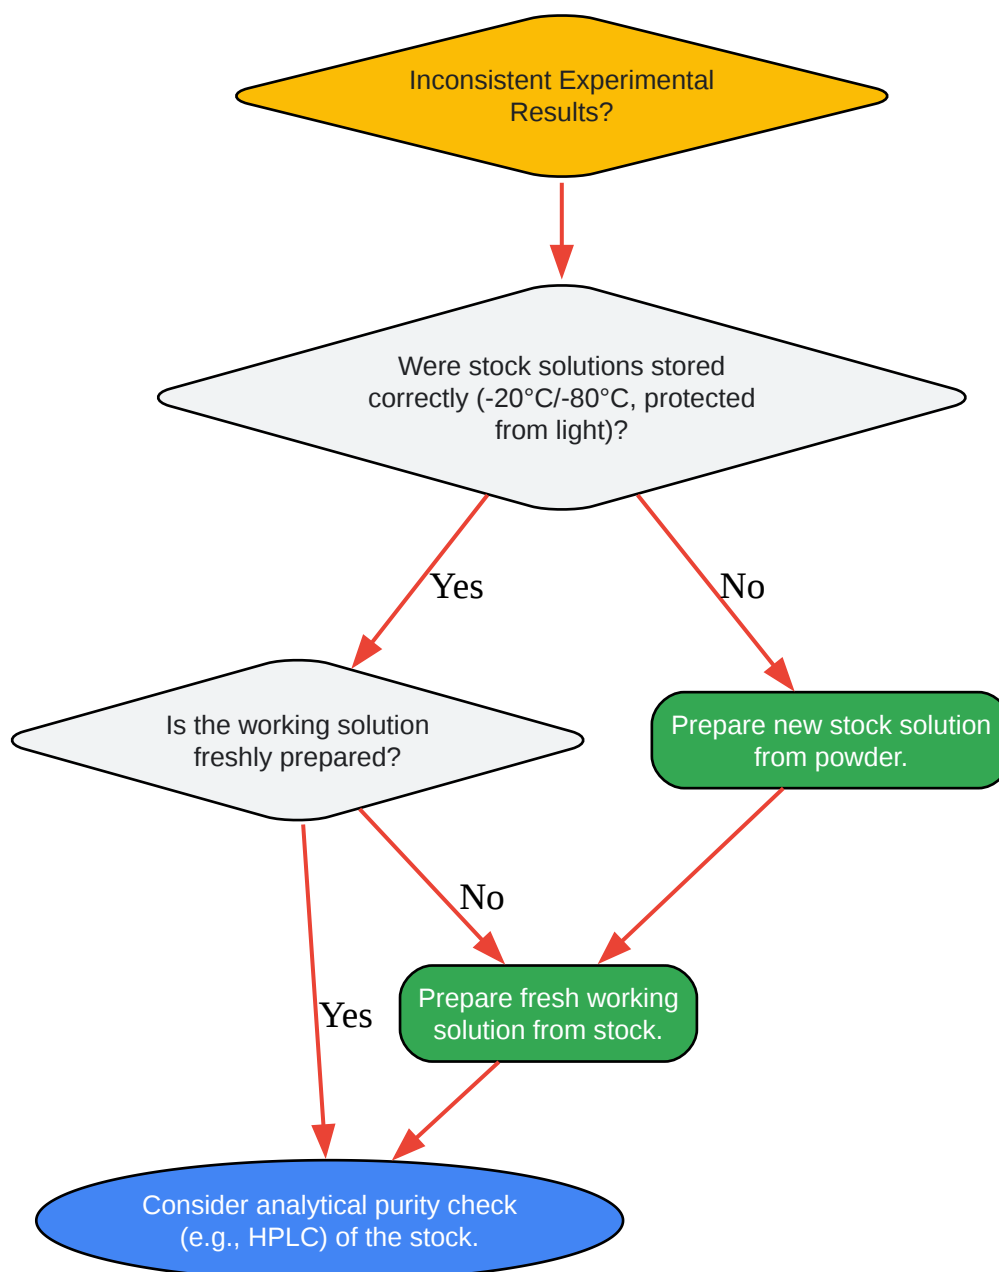 Inconsistent Experimental
Results?
Were stock solutions stored
correctly (-20°C/-80°C, protected
from light)?
Yes
No
Is the working solution
freshly prepared?
Prepare new stock solution
from powder.
No
Yes
Prepare fresh working
solution from stock.
Consider analytical purity check
(e.g., HPLC) of the stock.